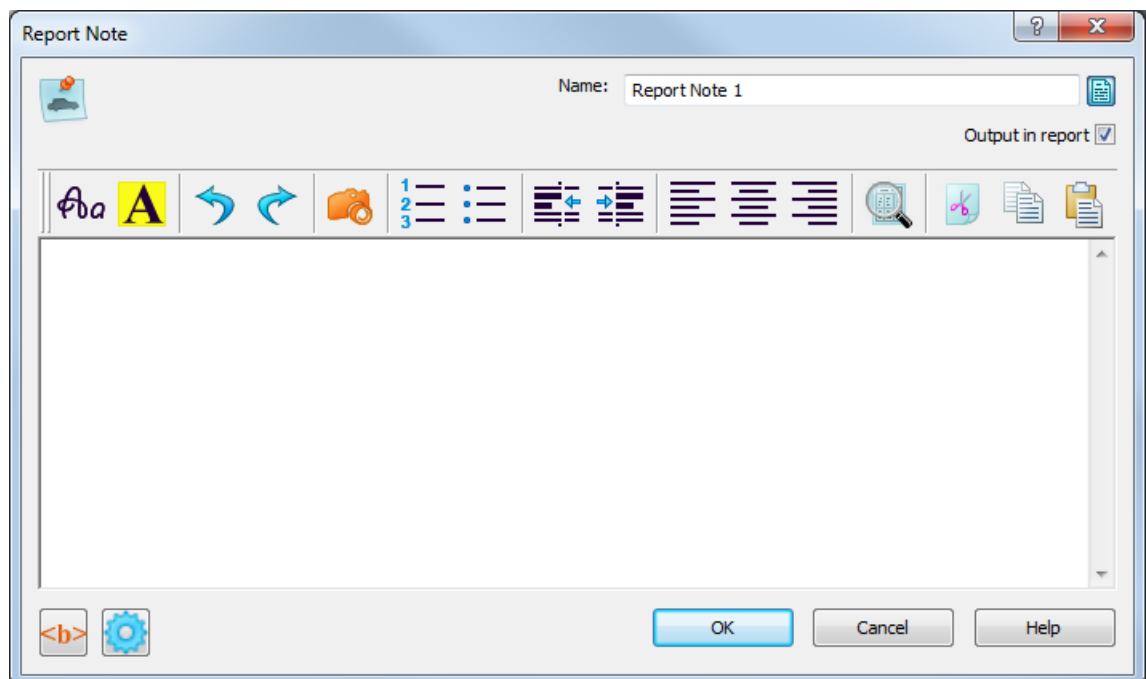 Report Note
Name: Report Note 1
Output in report
Aa A 1 2 3
<b>
OK Cancel Help